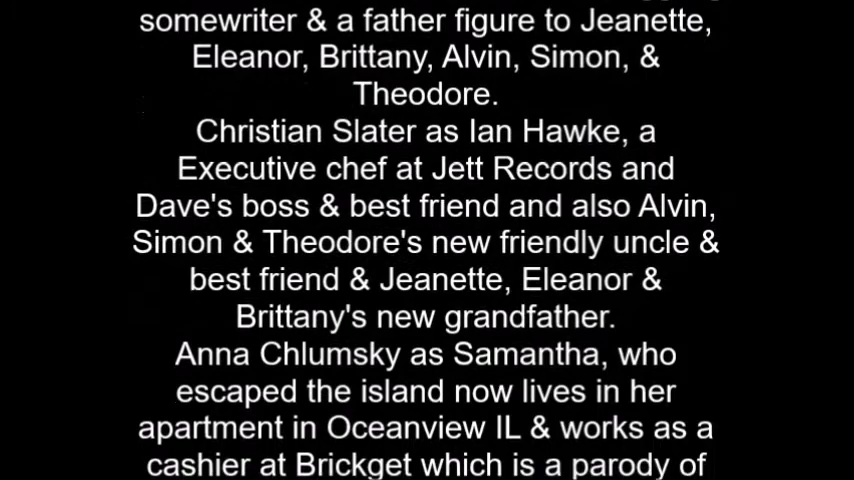 somewriter & a father figure to Jeanette,
Eleanor, Brittany, Alvin, Simon, &
Theodore.
Christian Slater as Ian Hawke, a
Executive chef at Jett Records and
Dave's boss & best friend and also Alvin,
Simon & Theodore's new friendly uncle &
best friend & Jeanette, Eleanor &
Brittany's new grandfather.
Anna Chlumsky as Samantha, who
escaped the island now lives in her
apartment in Oceanview IL & works as a
cashier at Brickget which is a parody of